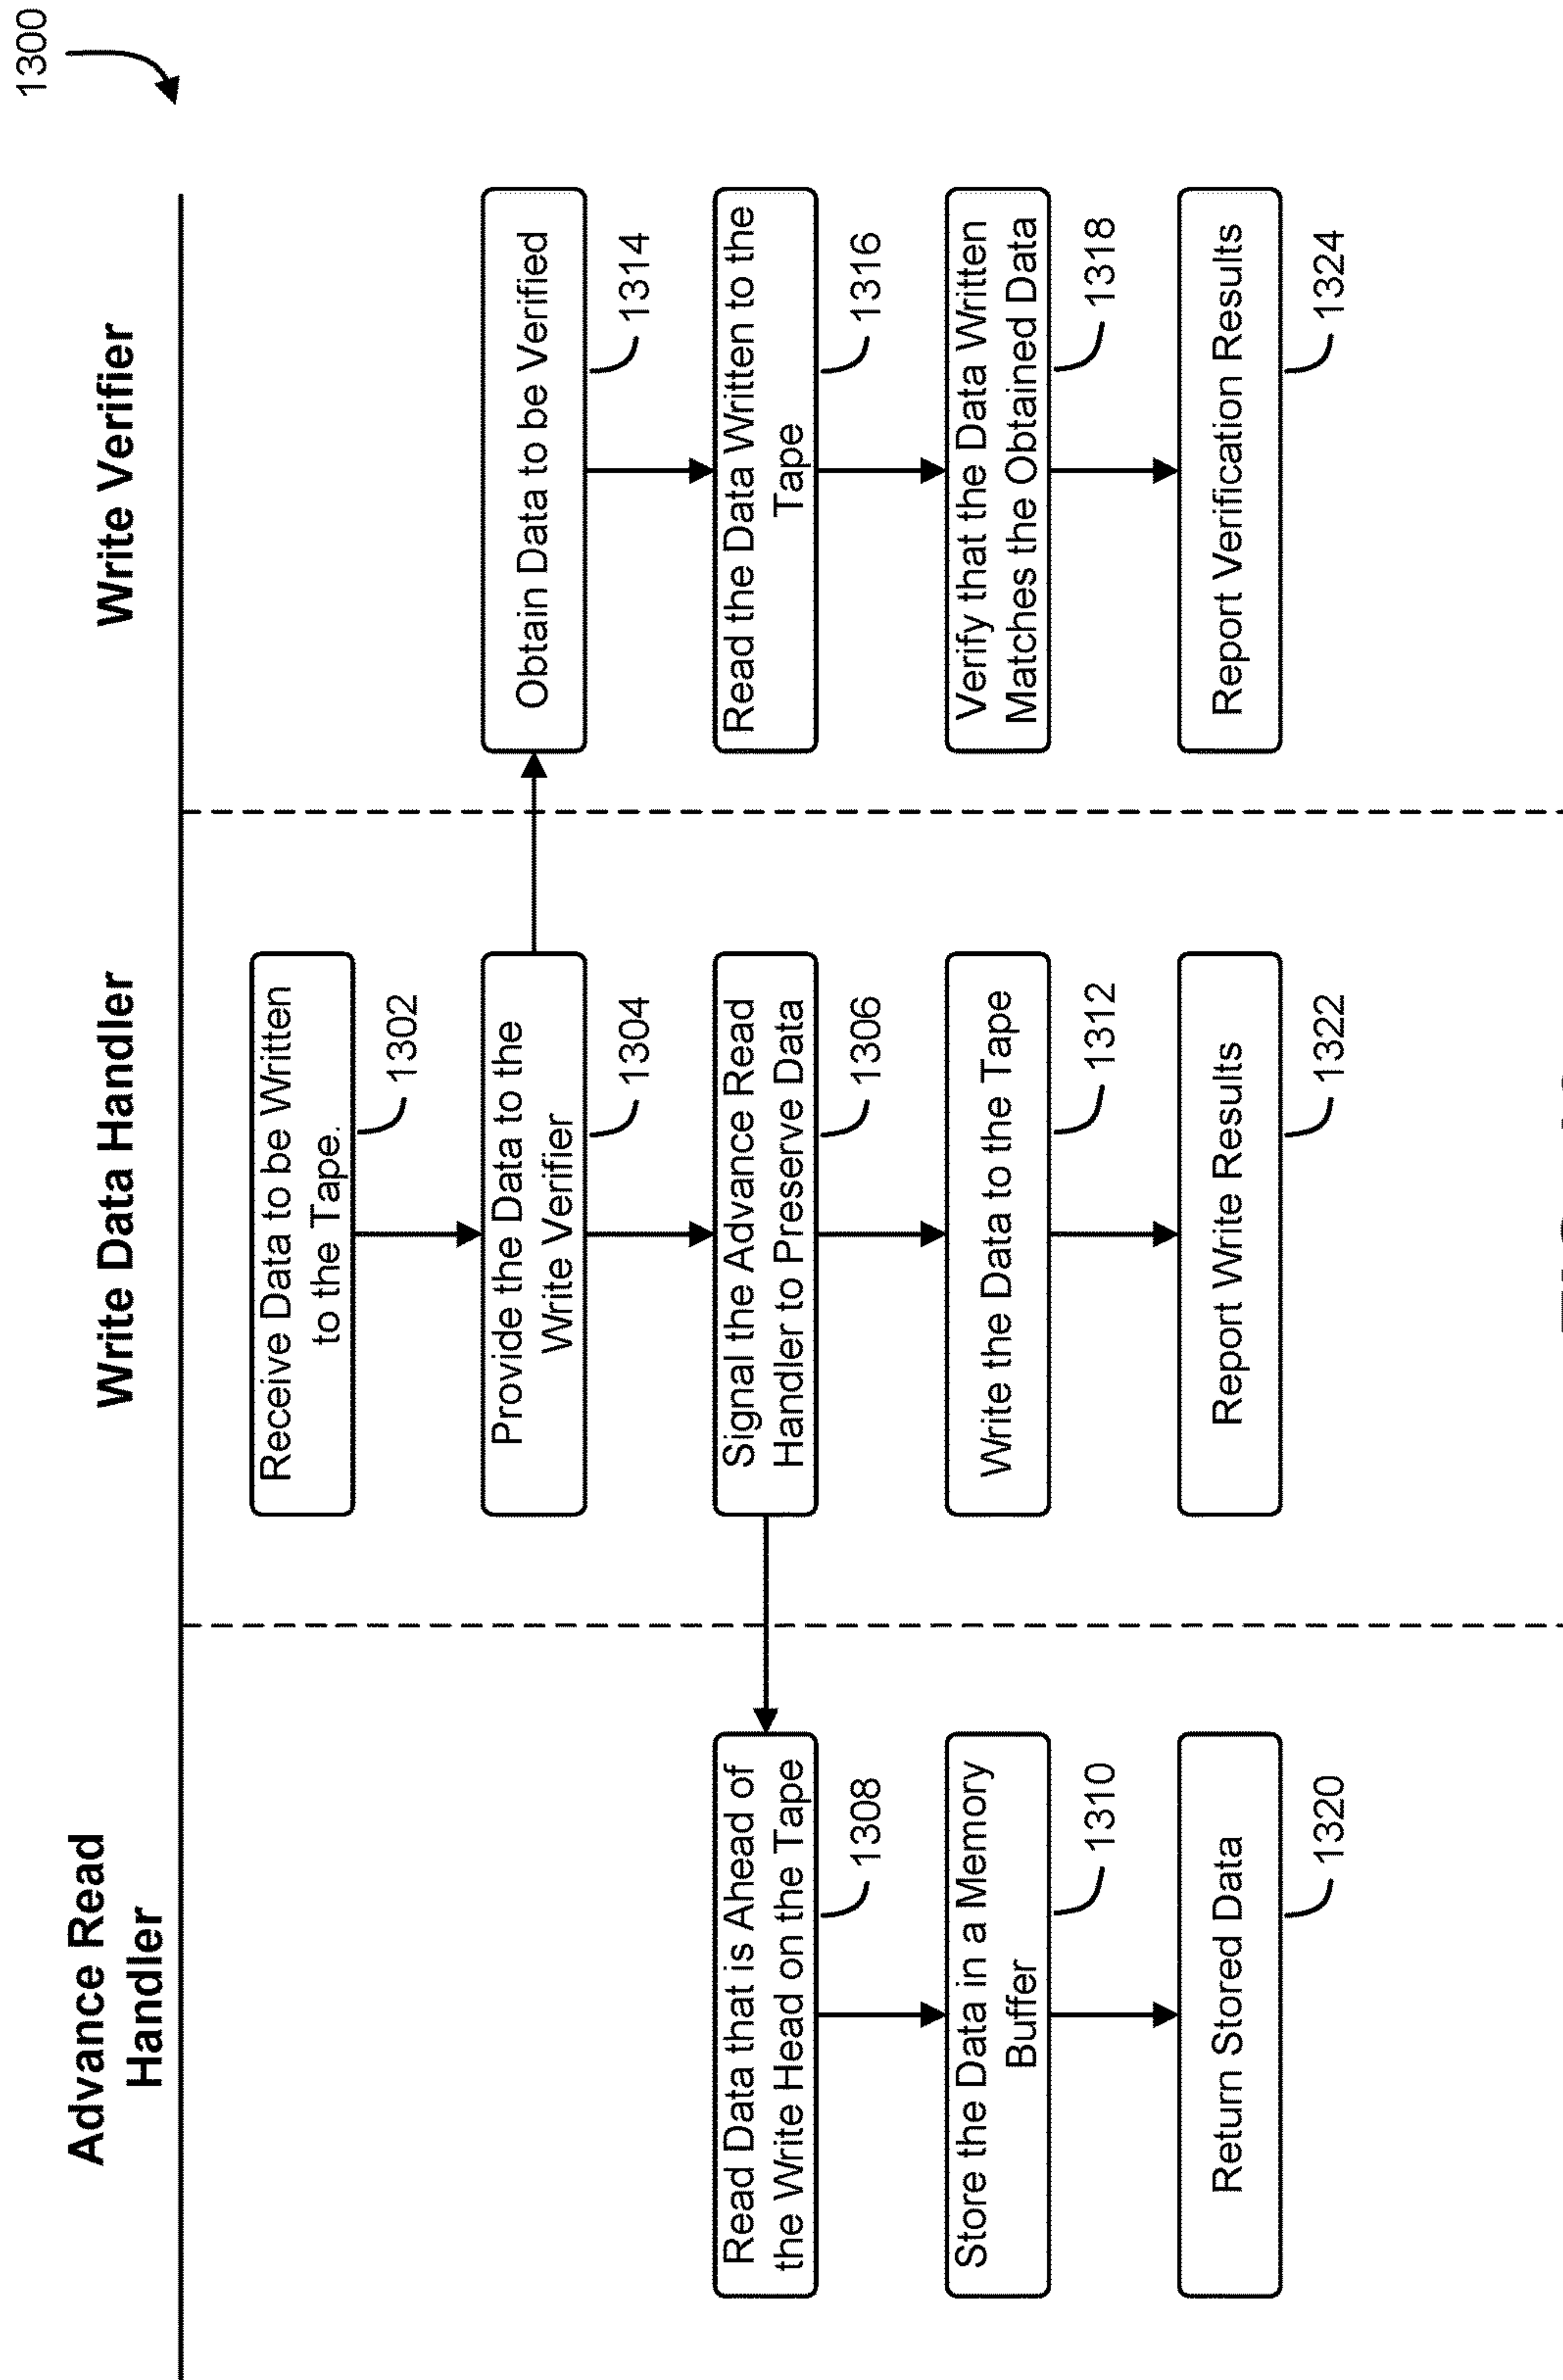 1300
Advance Read
Handler
Write Data Handler
Write Verifier
Receive Data to be Written
to the Tape.
1302
Provide the Data to the
Write Verifier
1304
Obtain Data to be Verified
1314
Read Data that is Ahead of
the Write Head on the Tape
1308
Signal the Advance Read
Handler to Preserve Data
1306
Read the Data Written to the
Tape
1316
Store the Data in a Memory
Buffer
1310
Write the Data to the Tape
1312
Verify that the Data Written
Matches the Obtained Data
1318
Return Stored Data
1320
Report Write Results
1322
Report Verification Results
1324